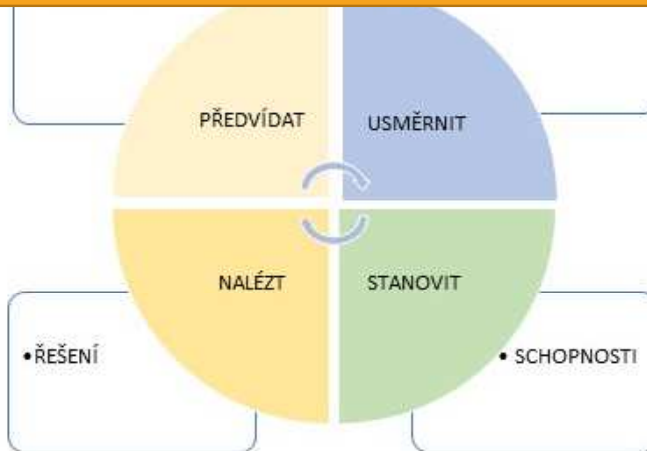 PŘEDVÍDAT
USMĚRNIT
NALÉZT
STANOVIT
•ŘEŠENÍ
• SCHOPNOSTI